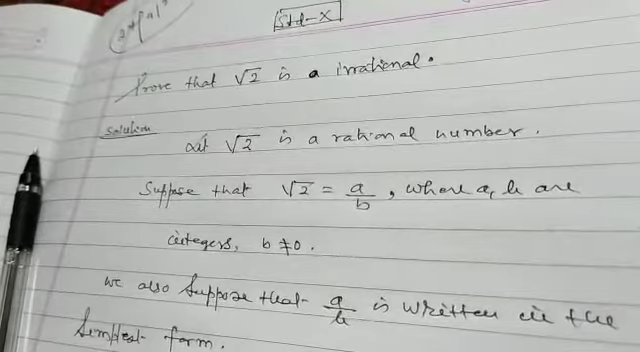 Std-X
Prove that √2 is a irrational.
Solution
Let √2 is a rational number.
Suppose that √2 = a/b, where a, b are
integers, b ≠ 0.
we also suppose that a/b is written in the
simplest form.